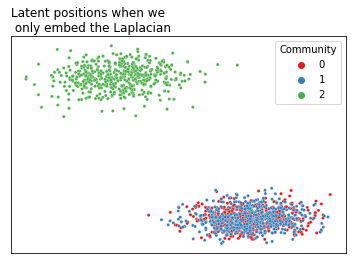 Latent positions when we
only embed the Laplacian
Community
0
1
2